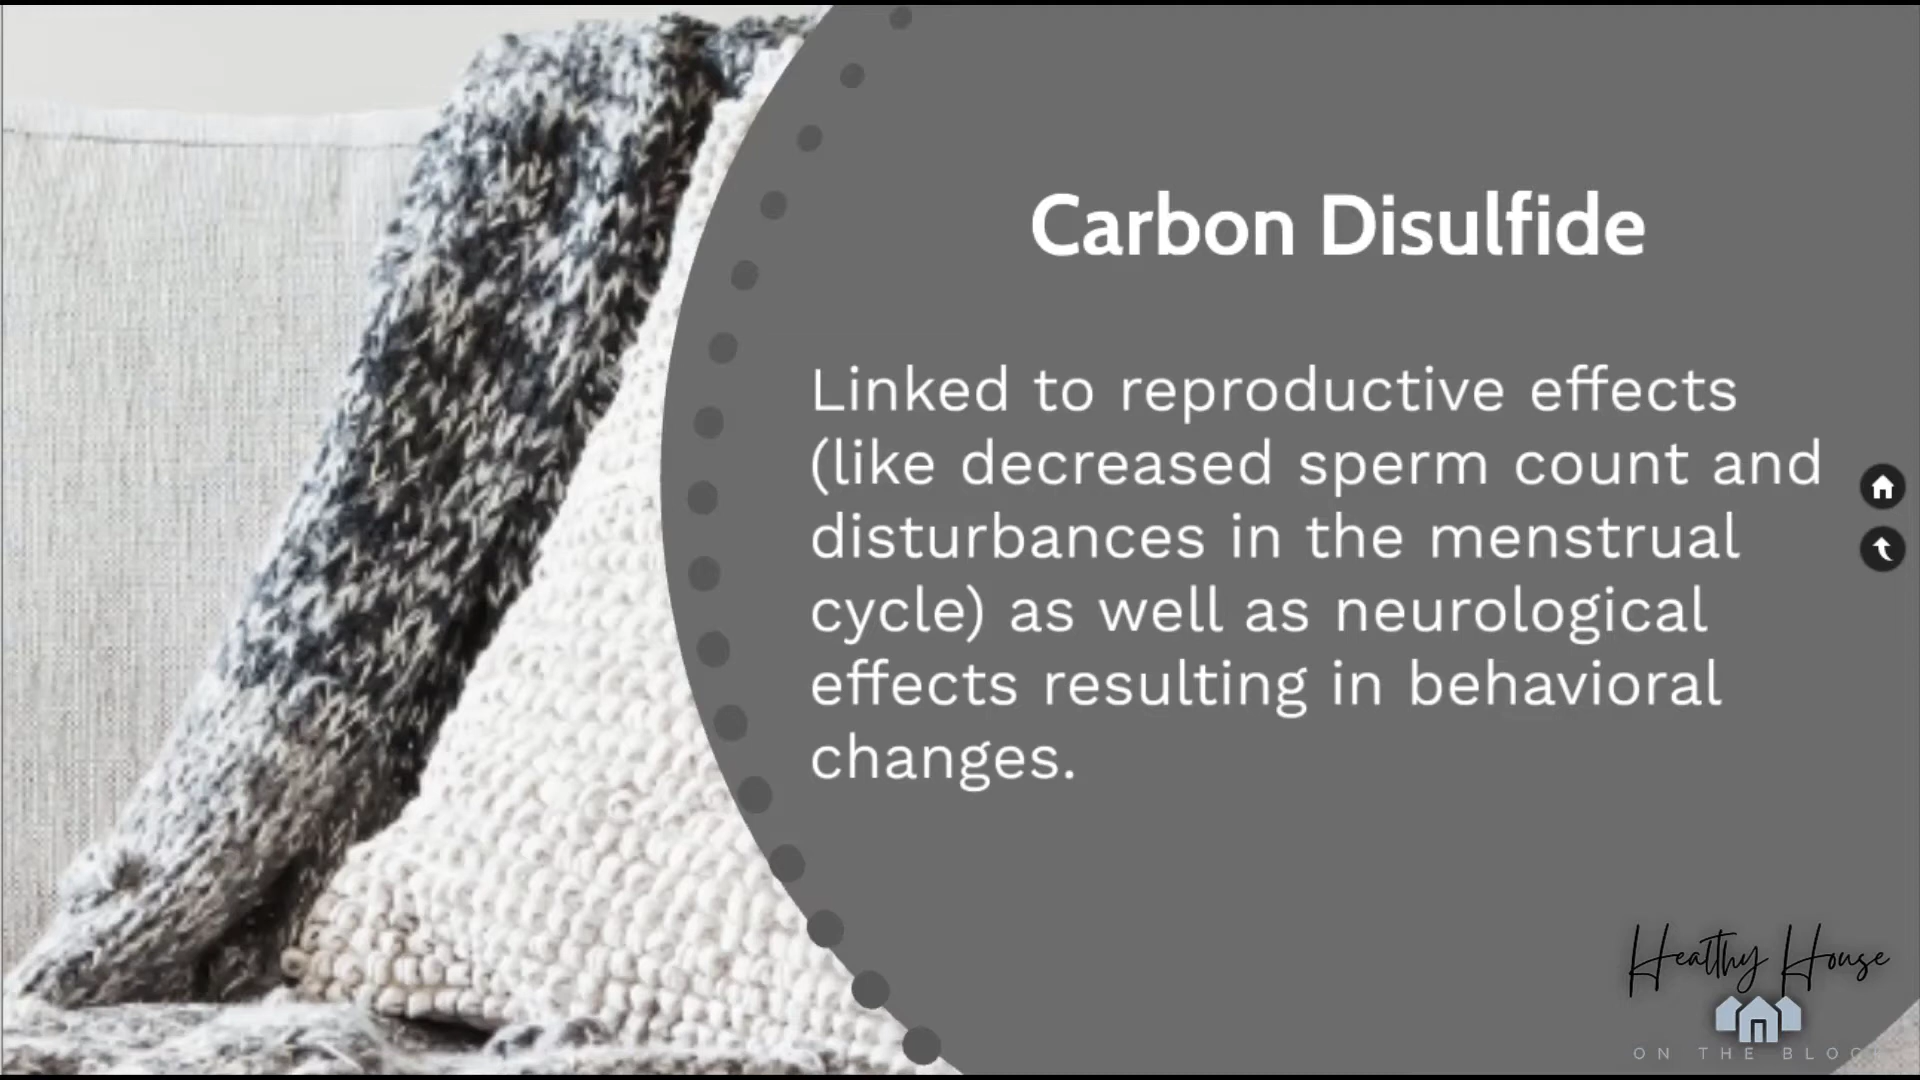 Carbon Disulfide
Linked to reproductive effects
(like decreased sperm count and
disturbances in the menstrual
cycle) as well as neurological
effects resulting in behavioral
changes.
Healthy House
ON THE BLOCK